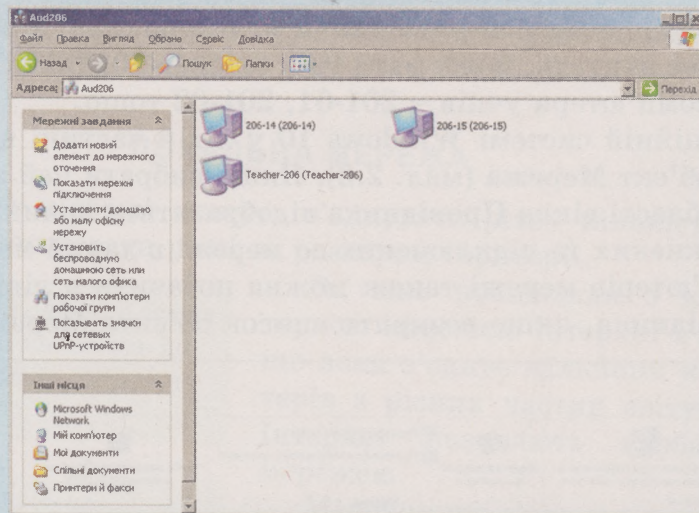 Aud206
Файл Правка Вигляд Обране Сервіс Довідка
Назад Пошук Папки
Адреса: Aud206 Перехід
Мережні завдання
Додати новий
елемент до мережного
оточення
Показати мережні
підключення
Установити домашню
або малу офісну
мережу
Установить
беспроводную
домашнюю сеть или
сеть малого офиса
Показати комп'ютери
робочої групи
Показывать значки
для сетевых
UPnP-устройств
Інші місця
Microsoft Windows
Network
Мій комп'ютер
Мої документи
Спільні документи
Принтери й факси
206-14 (206-14)
206-15 (206-15)
Teacher-206 (Teacher-206)